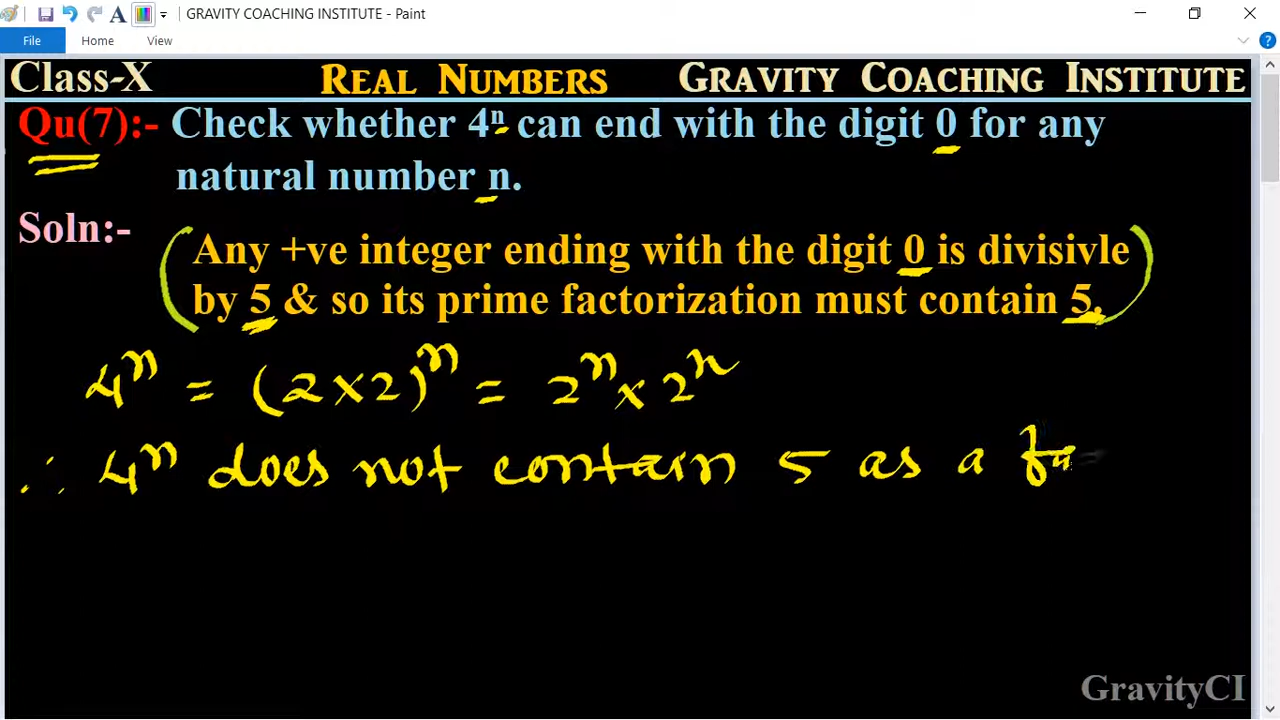 GRAVITY COACHING INSTITUTE - Paint
File Home View
Class-X REAL NUMBERS GRAVITY COACHING INSTITUTE
Qu(7):- Check whether 4ⁿ can end with the digit 0 for any
natural number n.
Soln:-
(Any +ve integer ending with the digit 0 is divisivle
by 5 & so its prime factorization must contain 5.)
4ⁿ = (2×2)ⁿ = 2ⁿ × 2ⁿ
∴ 4ⁿ does not contain 5 as a fa
GravityCI